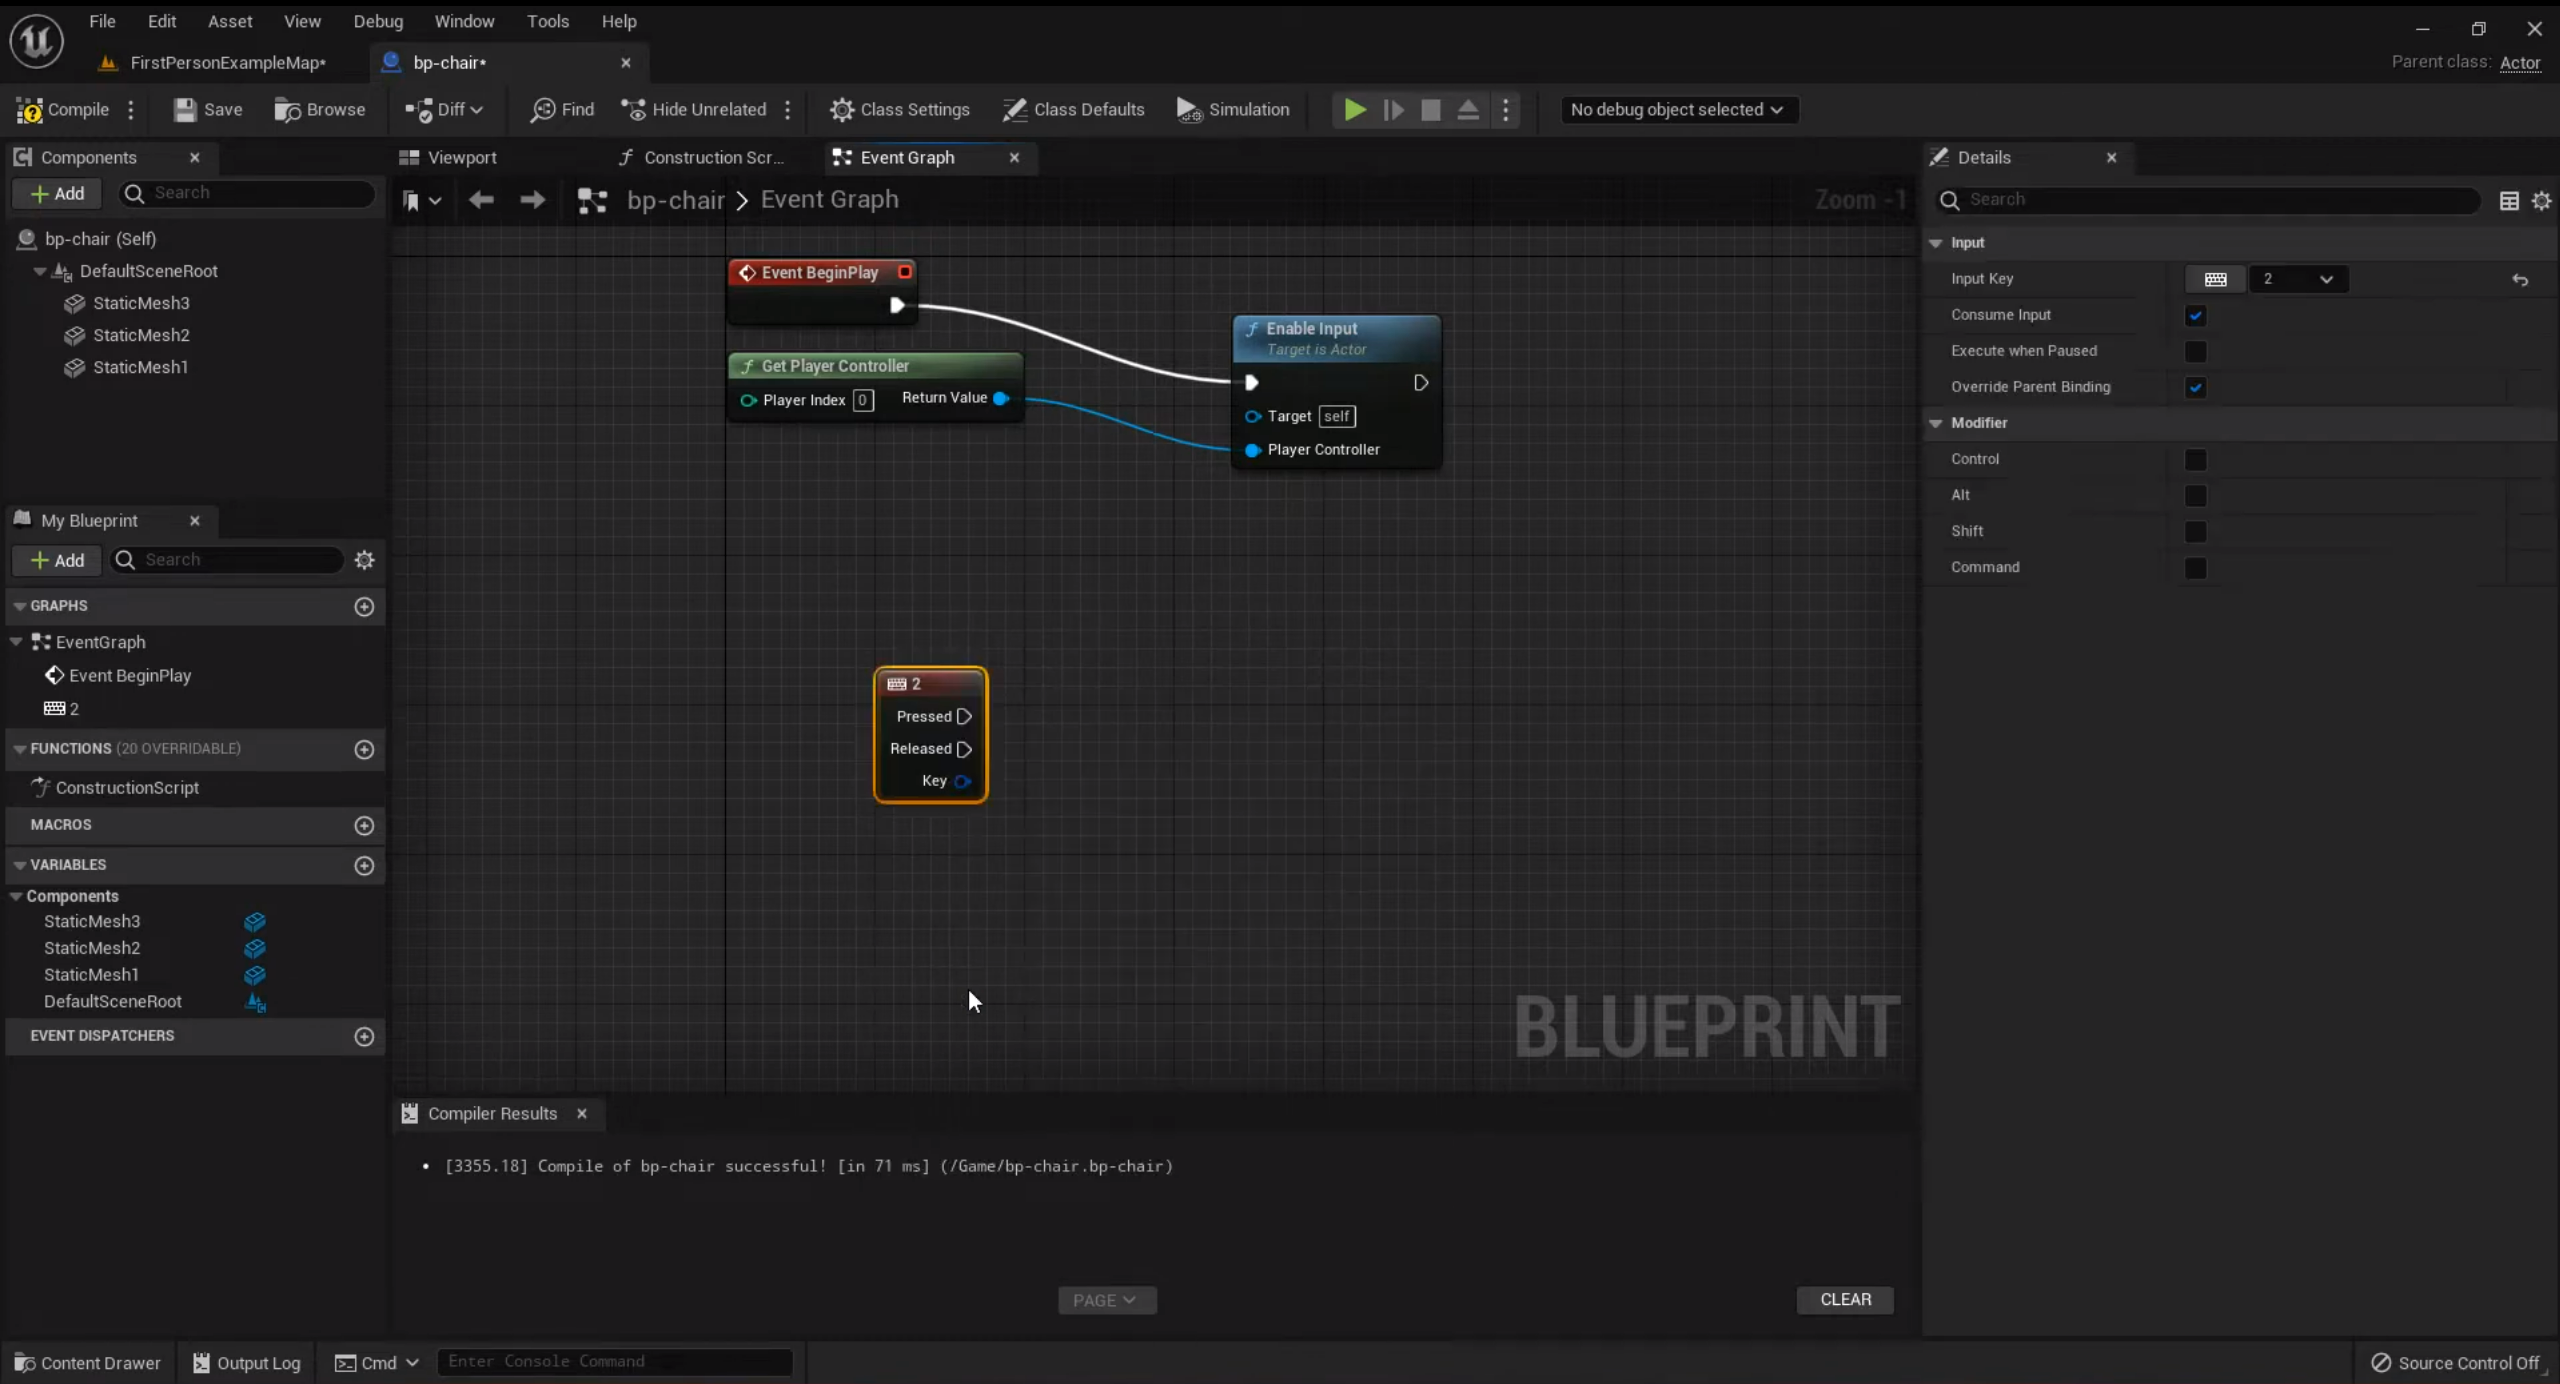 File Edit Asset View Debug Window Tools Help
FirstPersonExampleMap* bp-chair*
Parent class: Actor
Compile Save Browse Diff Find Hide Unrelated Class Settings Class Defaults Simulation No debug object selected
Components
Add Search
bp-chair (Self)
DefaultSceneRoot
StaticMesh3
StaticMesh2
StaticMesh1
My Blueprint
Add Search
GRAPHS
EventGraph
Event BeginPlay
2
FUNCTIONS (20 OVERRIDABLE)
ConstructionScript
MACROS
VARIABLES
Components
StaticMesh3
StaticMesh2
StaticMesh1
DefaultSceneRoot
EVENT DISPATCHERS
Viewport Construction Scr... Event Graph
bp-chair > Event Graph Zoom -1
Event BeginPlay
Get Player Controller
Player Index 0 Return Value
Enable Input
Target is Actor
Target self
Player Controller
2
Pressed
Released
Key
BLUEPRINT
Compiler Results
• [3355.18] Compile of bp-chair successful! [in 71 ms] (/Game/bp-chair.bp-chair)
PAGE CLEAR
Details
Search
Input
Input Key 2
Consume Input
Execute when Paused
Override Parent Binding
Modifier
Control
Alt
Shift
Command
Content Drawer Output Log Cmd Enter Console Command Source Control Off